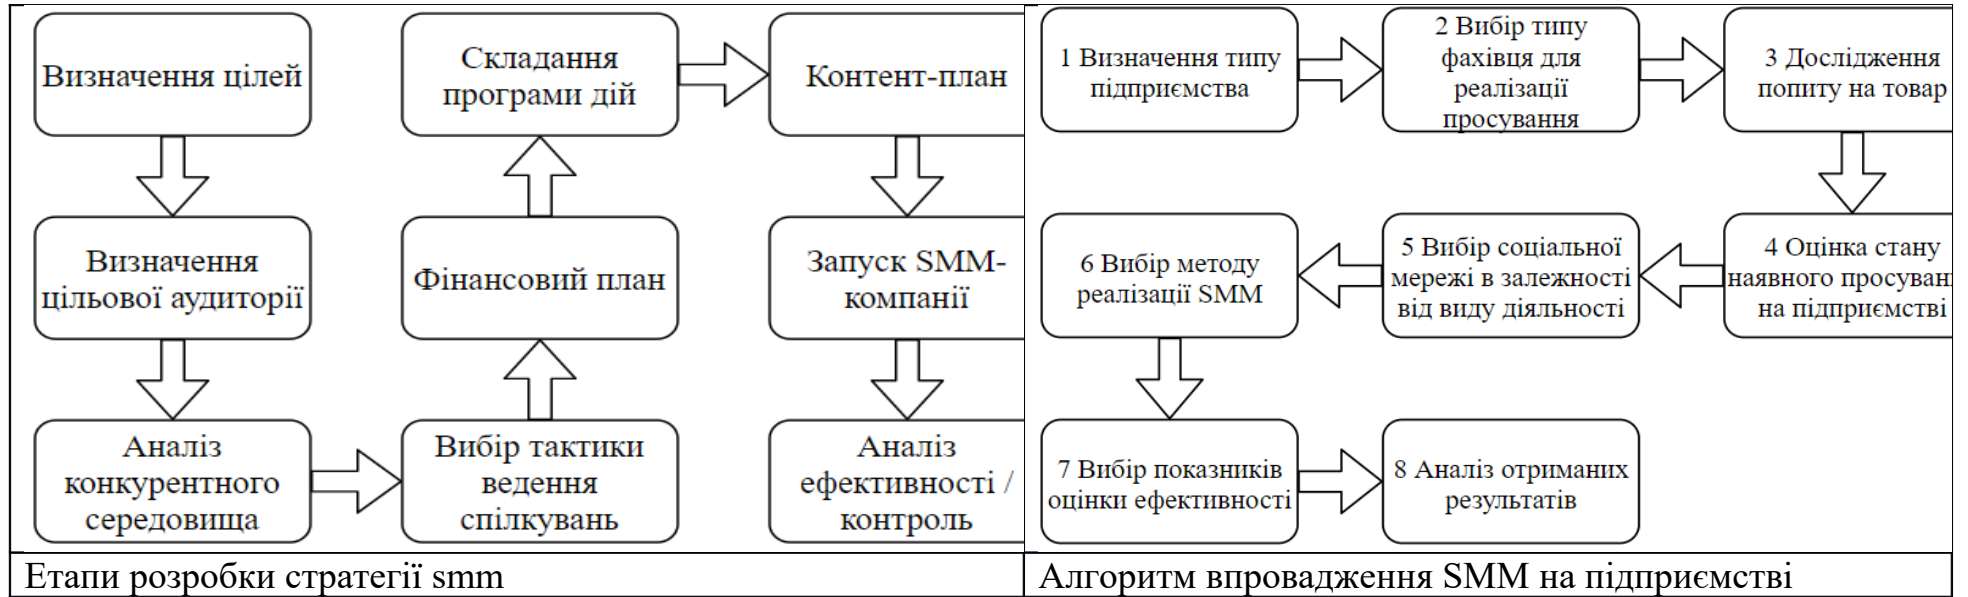 Визначення цілей
Визначення
цільової аудиторії
Аналіз
конкурентного
середовища
Вибір тактики
ведення
спілкувань
Фінансовий план
Складання
програми дій
Контент-план
Запуск SMM-
компанії
Аналіз
ефективності /
контроль
Етапи розробки стратегії smm
1 Визначення типу
підприємства
2 Вибір типу
фахівця для
реалізації
просування
3 Дослідження
попиту на товар
4 Оцінка стану
наявного
на підприємстві
5 Вибір соціальної
мережі в залежності
від виду діяльності
6 Вибір методу
реалізації SMM
7 Вибір показників
оцінки ефективності
8 Аналіз отриманих
результатів
Алгоритм впровадження SMM на підприємстві